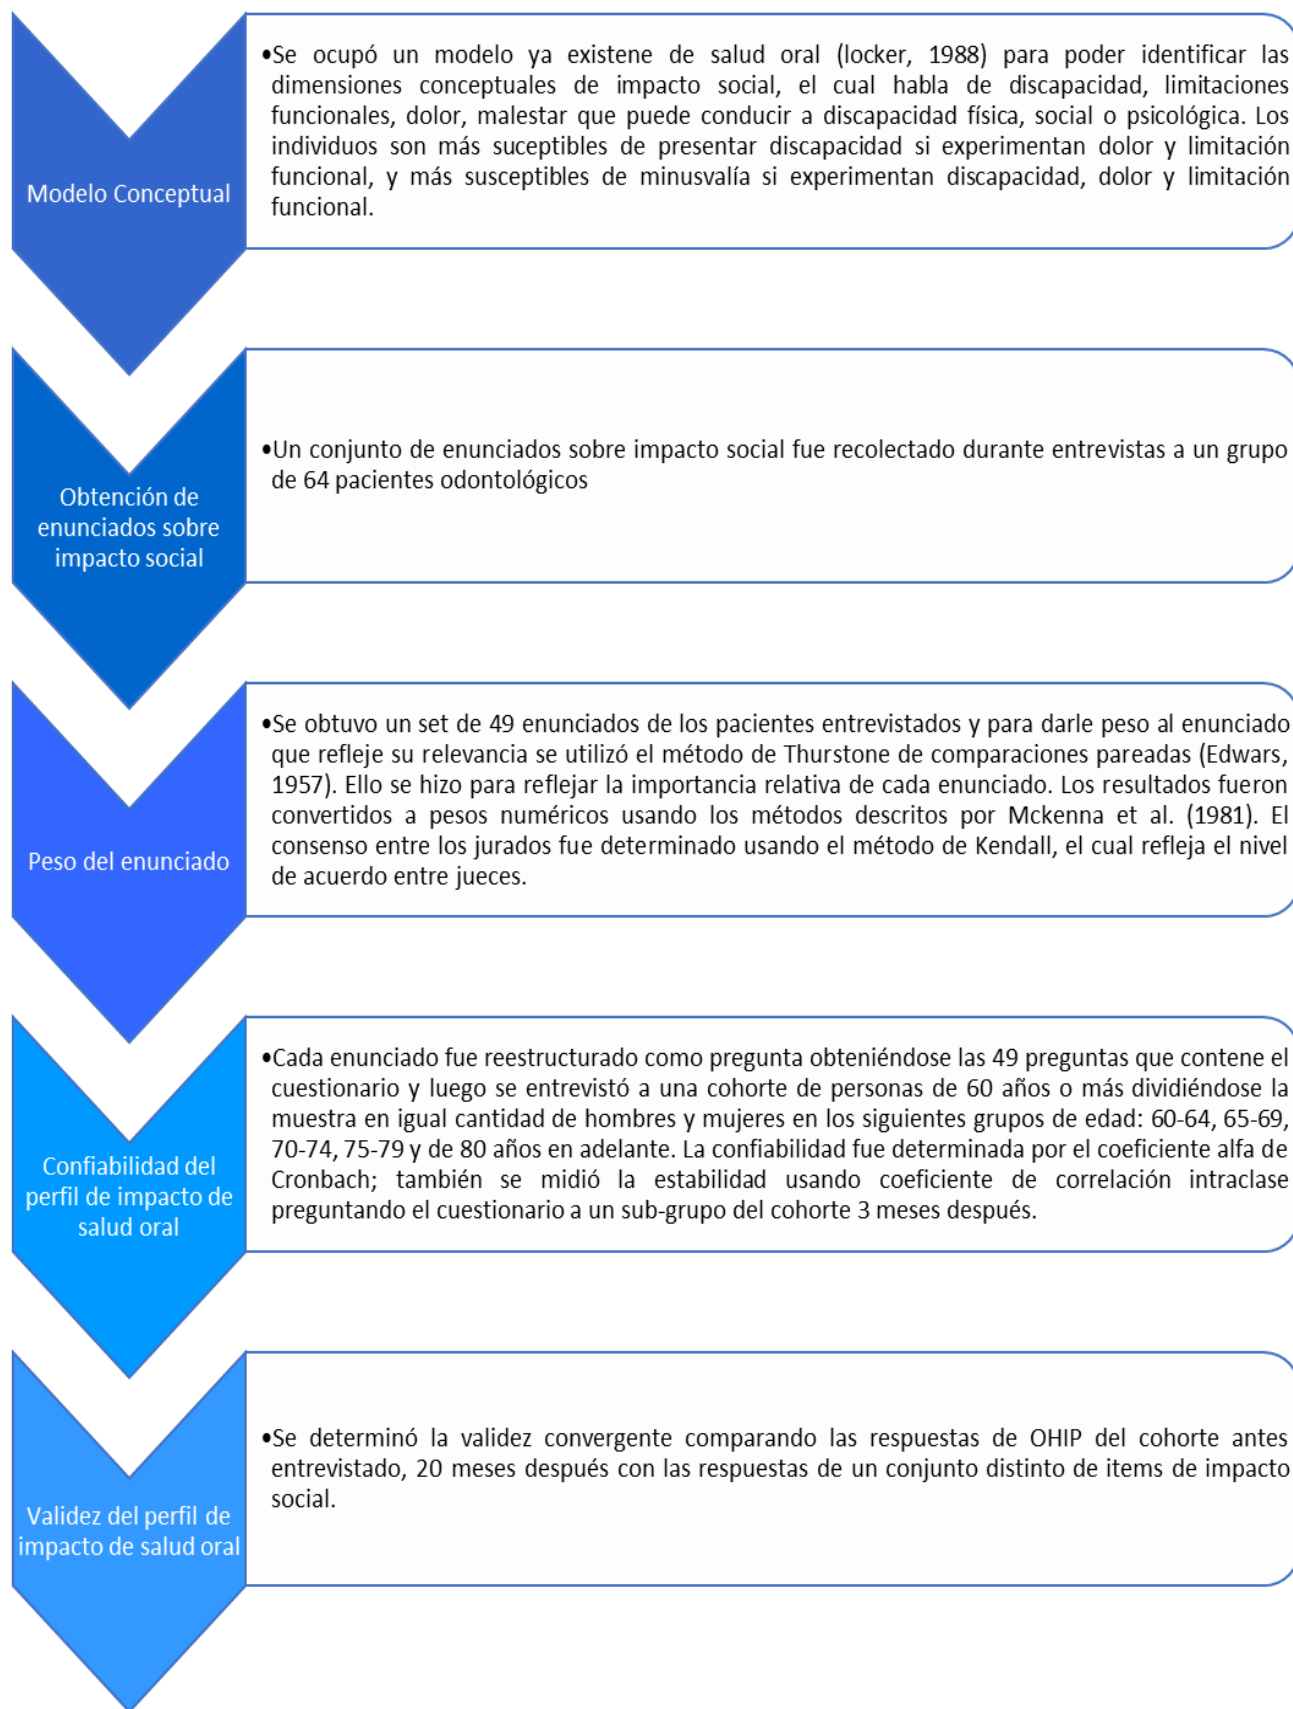 •Se ocupó un modelo ya existene de salud oral (locker, 1988) para poder identificar las
dimensiones conceptuales de impacto social, el cual habla de discapacidad, limitaciones
funcionales, dolor, malestar que puede conducir a discapacidad física, social o psicológica. Los
individuos son más suceptibles de presentar discapacidad si experimentan dolor y limitación
funcional, y más susceptibles de minusvalía si experimentan discapacidad, dolor y limitación
funcional.
Modelo Conceptual
•Un conjunto de enunciados sobre impacto social fue recolectado durante entrevistas a un grupo
de 64 pacientes odontológicos
Obtención de
enunciados sobre
impacto social
•Se obtuvo un set de 49 enunciados de los pacientes entrevistados y para darle peso al enunciado
que refleje su relevancia se utilizó el método de Thurstone de comparaciones pareadas (Edwars,
1957). Ello se hizo para reflejar la importancia relativa de cada enunciado. Los resultados fueron
convertidos a pesos numéricos usando los métodos descritos por Mckenna et al. (1981). El
consenso entre los jurados fue determinado usando el método de Kendall, el cual refleja el nivel
de acuerdo entre jueces.
Peso del enunciado
•Cada enunciado fue reestructurado como pregunta obteniéndose las 49 preguntas que contene el
cuestionario y luego se entrevistó a una cohorte de personas de 60 años o más dividiéndose la
muestra en igual cantidad de hombres y mujeres en los siguientes grupos de edad: 60-64, 65-69,
70-74, 75-79 y de 80 años en adelante. La confiabilidad fue determinada por el coeficiente alfa de
Cronbach; también se midió la estabilidad usando coeficiente de correlación intraclase
preguntando el cuestionario a un sub-grupo del cohorte 3 meses después.
Confiabilidad del
perfil de impacto de
salud oral
•Se determinó la validez convergente comparando las respuestas de OHIP del cohorte antes
entrevistado, 20 meses después con las respuestas de un conjunto distinto de items de impacto
social.
Validez del perfil de
impacto de salud oral